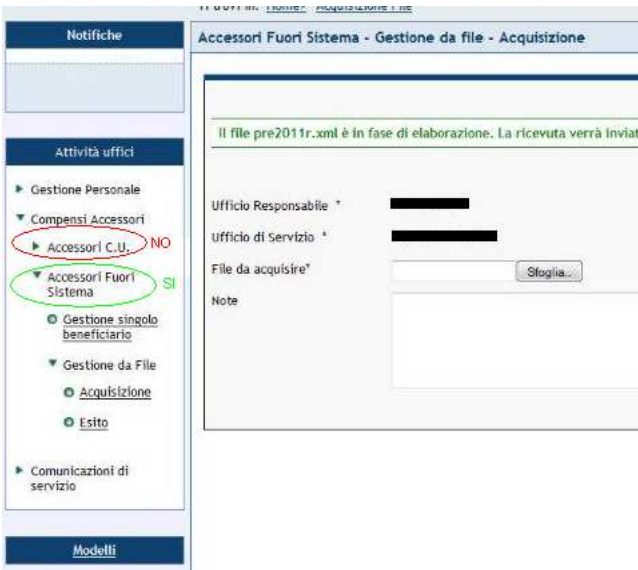 Ti trovi in: Home> Acquisizione File
Notifiche
Accessori Fuori Sistema - Gestione da file - Acquisizione
Il file pre2011r.xml è in fase di elaborazione. La ricevuta verrà inviat
Attività uffici
Gestione Personale
Compensi Accessori
Accessori C.U. NO
Accessori Fuori
Sistema
SI
Gestione singolo
beneficiario
Gestione da File
Acquisizione
Esito
Comunicazioni di
servizio
Modelli
Ufficio Responsabile *
Ufficio di Servizio *
File da acquisire* Sfoglia..
Note